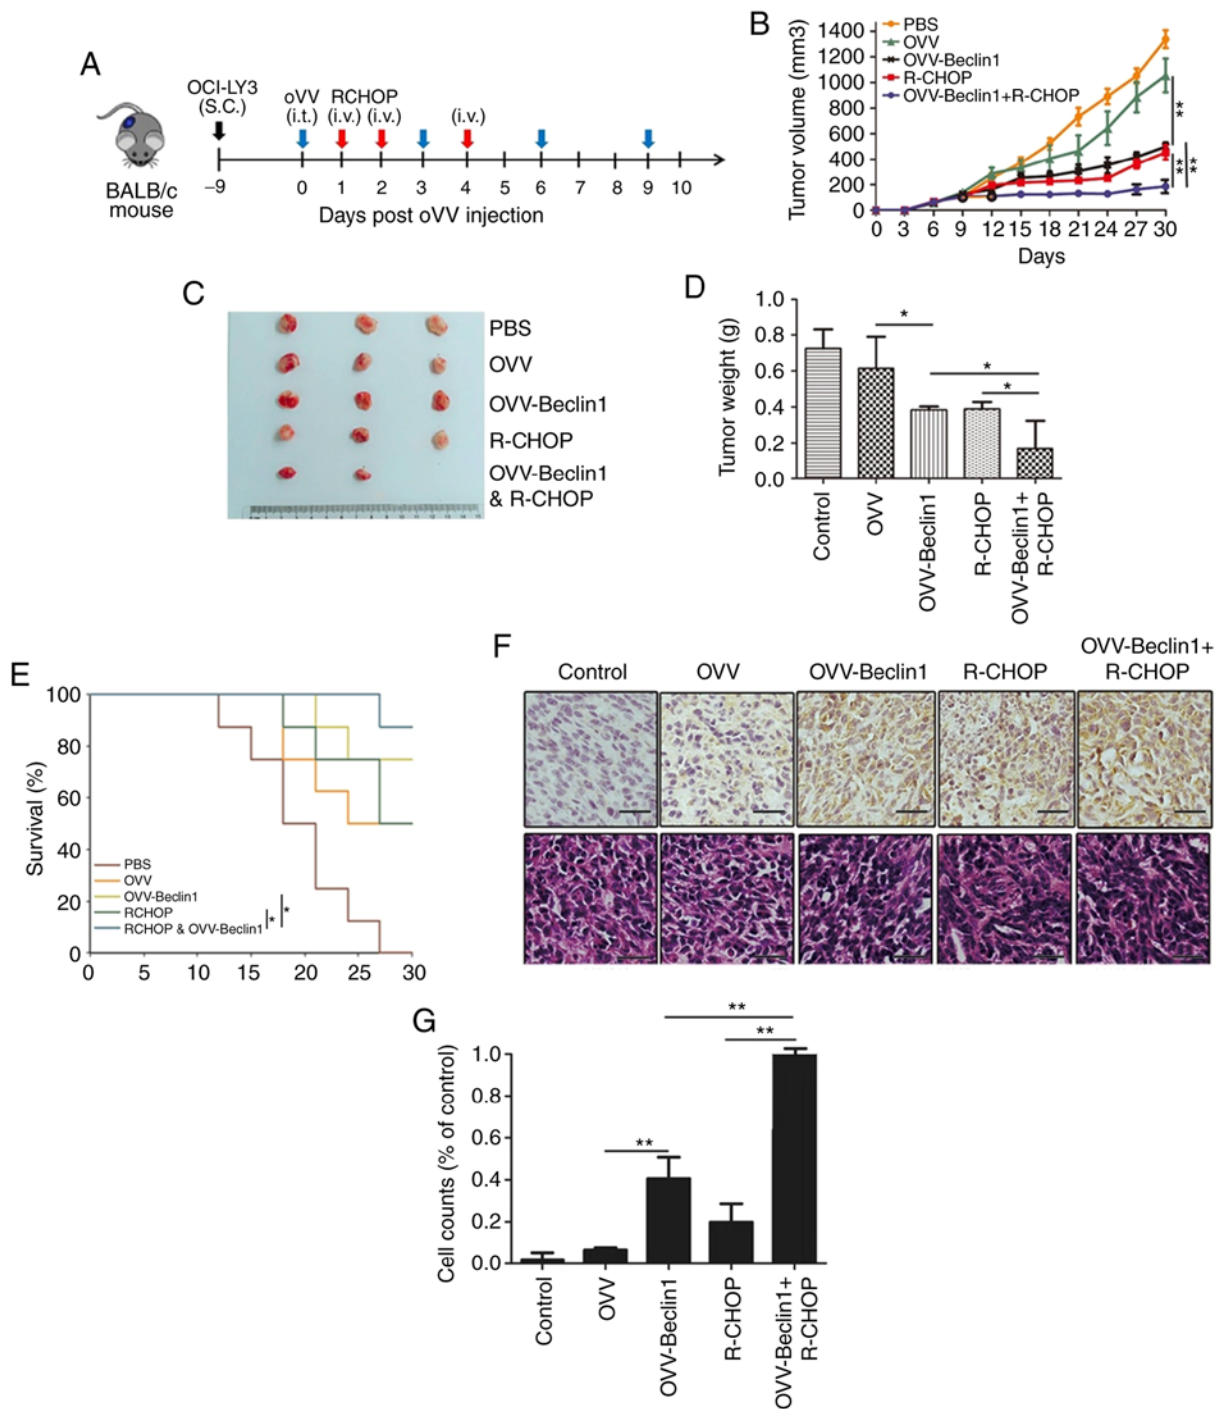 A
OCI-LY3
(S.C.)
oVV
(i.t.)
RCHOP
(i.v.) (i.v.)
(i.v.)
BALB/c
mouse
−9 0 1 2 3 4 5 6 7 8 9 10
Days post oVV injection
B
Tumor volume (mm3)
1400
1200
1000
800
600
400
200
0
0 3 6 9 12 15 18 21 24 27 30
Days
PBS
OVV
OVV-Beclin1
R-CHOP
OVV-Beclin1+R-CHOP
**
**
**
C
PBS
OVV
OVV-Beclin1
R-CHOP
OVV-Beclin1
& R-CHOP
D
Tumor weight (g)
1.0
0.8
0.6
0.4
0.2
0.0
*
*
*
Control
OVV
OVV-Beclin1
R-CHOP
OVV-Beclin1+
R-CHOP
E
Survival (%)
100
80
60
40
20
0
0 5 10 15 20 25 30
PBS
OVV
OVV-Beclin1
RCHOP
RCHOP & OVV-Beclin1
*
*
F
Control
OVV
OVV-Beclin1
R-CHOP
OVV-Beclin1+
R-CHOP
G
Cell counts (% of control)
1.0
0.8
0.6
0.4
0.2
0.0
**
**
**
Control
OVV
OVV-Beclin1
R-CHOP
OVV-Beclin1+
R-CHOP